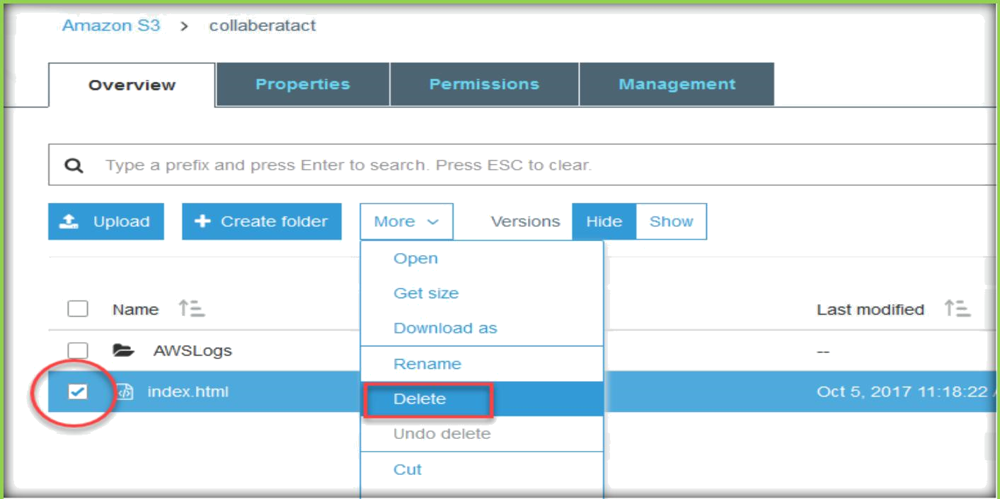 Amazon S3 > collaberatact
Overview Properties Permissions Management
Type a prefix and press Enter to search. Press ESC to clear.
Upload Create folder More Versions Hide Show
Open
Get size
Name Last modified
Download as
AWSLogs --
Rename
index.html Oct 5, 2017 11:18:22
Delete
Undo delete
Cut